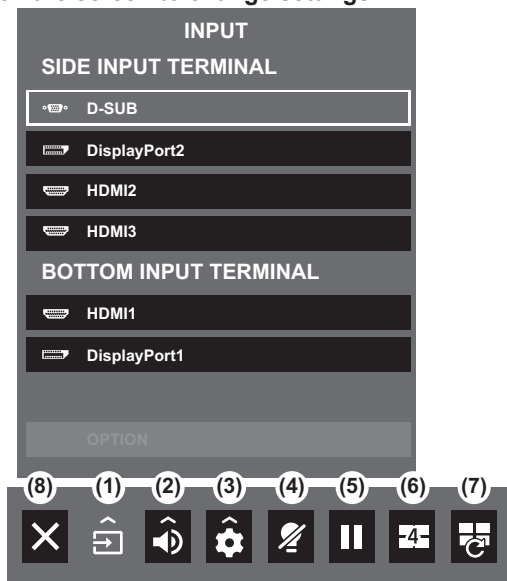 INPUT
SIDE INPUT TERMINAL
D-SUB
DisplayPort2
HDMI2
HDMI3
BOTTOM INPUT TERMINAL
HDMI1
DisplayPort1
OPTION
(8) (1) (2) (3) (4) (5) (6) (7)
-4-